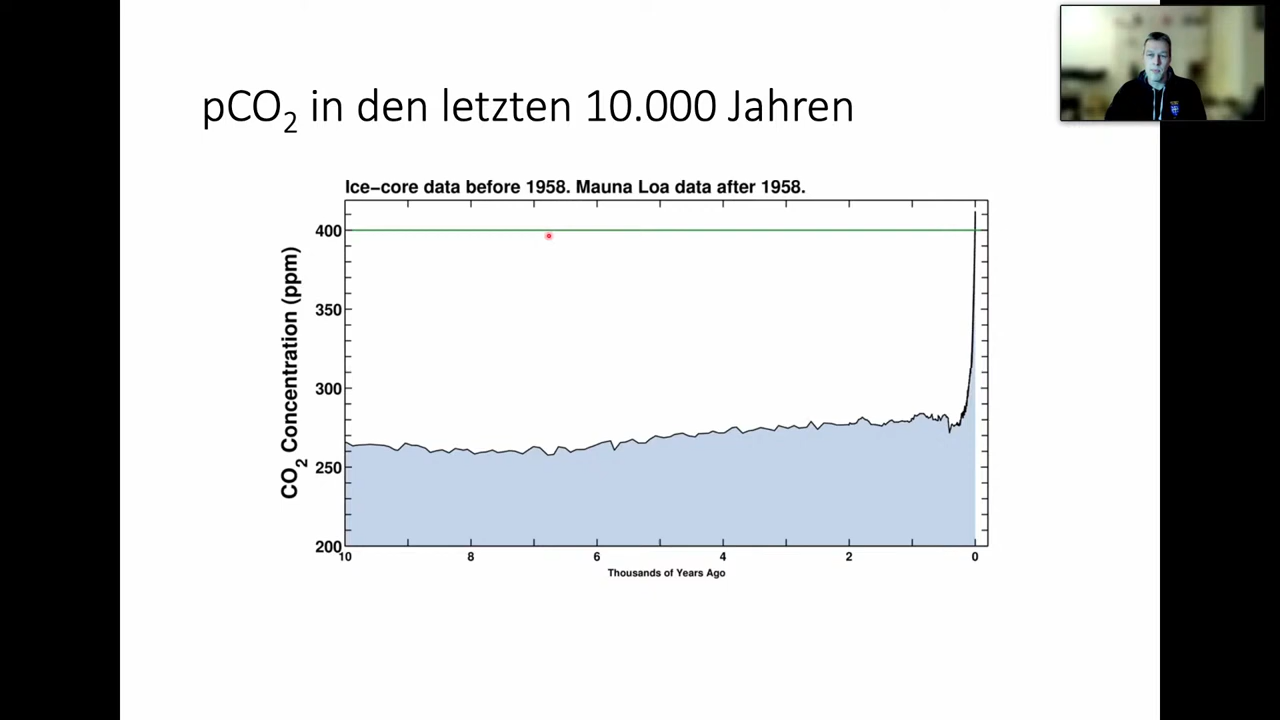 pCO2 in den letzten 10.000 Jahren
Ice-core data before 1958. Mauna Loa data after 1958.
CO2 Concentration (ppm)
400
350
300
250
200
10 8 6 4 2 0
Thousands of Years Ago